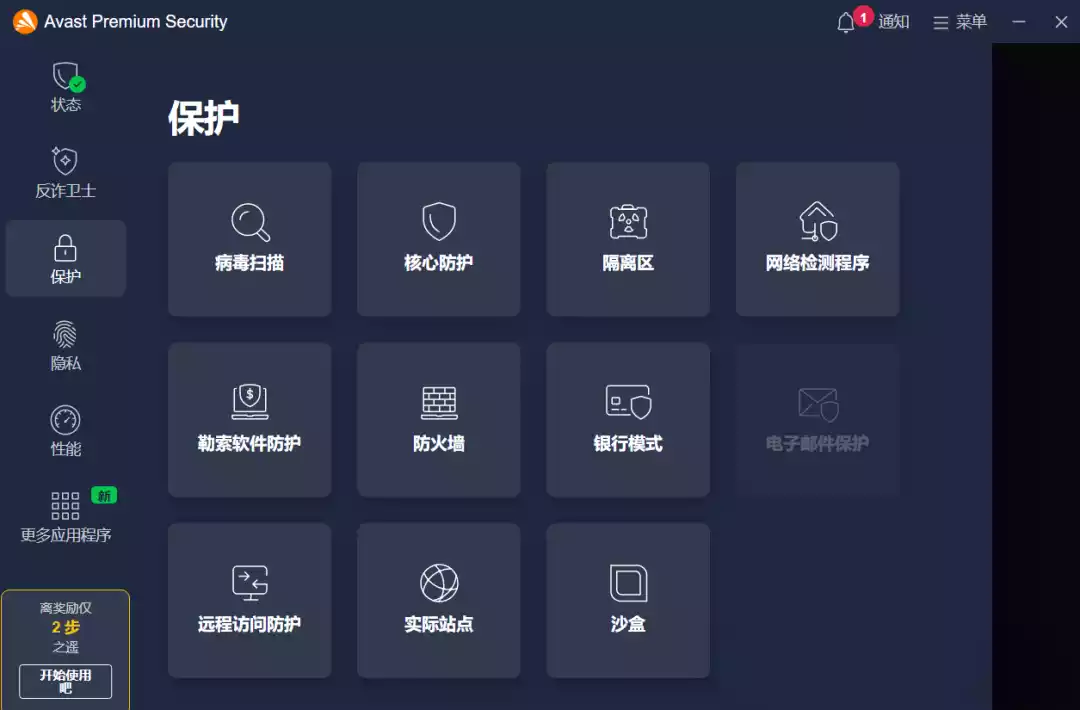 Avast Premium Security
1
通知
菜单
状态
反诈卫士
保护
隐私
性能
新
更多应用程序
离奖励仅
2 步
之遥
开始使用
吧
保护
病毒扫描
核心防护
隔离区
网络检测程序
勒索软件防护
防火墙
银行模式
电子邮件保护
远程访问防护
实际站点
沙盒